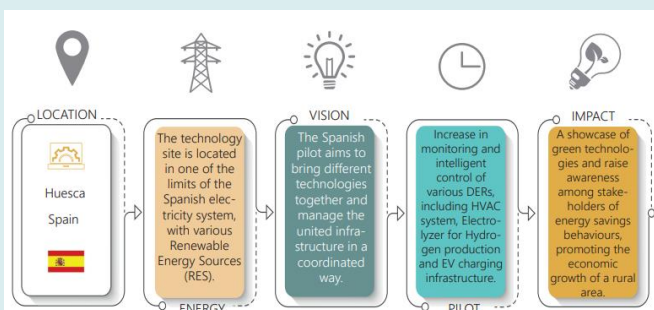 LOCATION
Huesca
Spain
The technology
site is located
in one of the
limits of the
Spanish elec-
tricity system,
with various
Renewable
Energy Sources
(RES).
ENERGY
VISION
The Spanish
pilot aims to
bring different
technologies
together and
manage the
united infra-
structure in a
coordinated
way.
Increase in
monitoring and
intelligent
control of
various DERs,
including HVAC
system, Electro-
lyzer for Hydro-
gen production
and EV charging
infrastructure.
PILOT
IMPACT
A showcase of
green technolo-
gies and raise
awareness
among stake-
holders of
energy savings
behaviours,
promoting the
economic
growth of a rural
area.